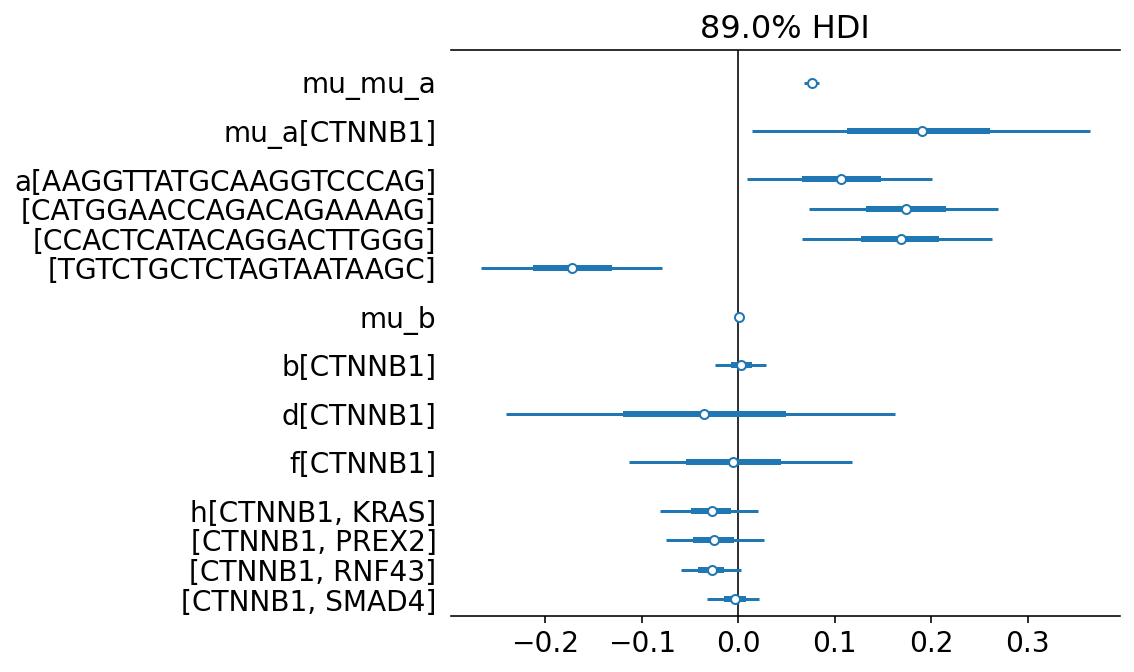 89.0% HDI
mu_mu_a
mu_a[CTNNB1]
a[AAGGTTATGCAAGGTCCCAG]
[CATGGAACCAGACAGAAAAG]
[CCACTCATACAGGACTTGGG]
[TGTCTGCTCTAGTAATAAGC]
mu_b
b[CTNNB1]
d[CTNNB1]
f[CTNNB1]
h[CTNNB1, KRAS]
[CTNNB1, PREX2]
[CTNNB1, RNF43]
[CTNNB1, SMAD4]
−0.2 −0.1 0.0 0.1 0.2 0.3